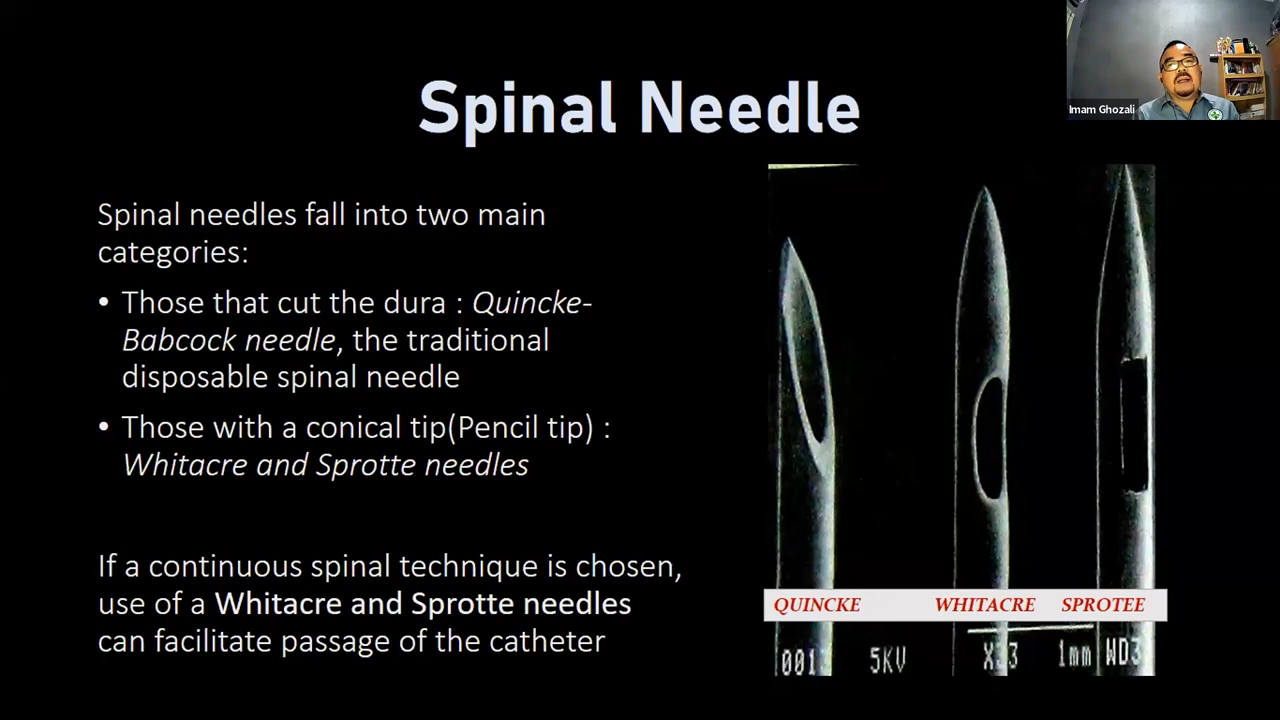 Imam Ghozali
Spinal Needle
Spinal needles fall into two main
categories:
• Those that cut the dura : Quincke-
Babcock needle, the traditional
disposable spinal needle
• Those with a conical tip(Pencil tip) :
Whitacre and Sprotte needles
If a continuous spinal technique is chosen,
use of a Whitacre and Sprotte needles
can facilitate passage of the catheter
QUINCKE WHITACRE SPROTEE
5KV 1mm WD3